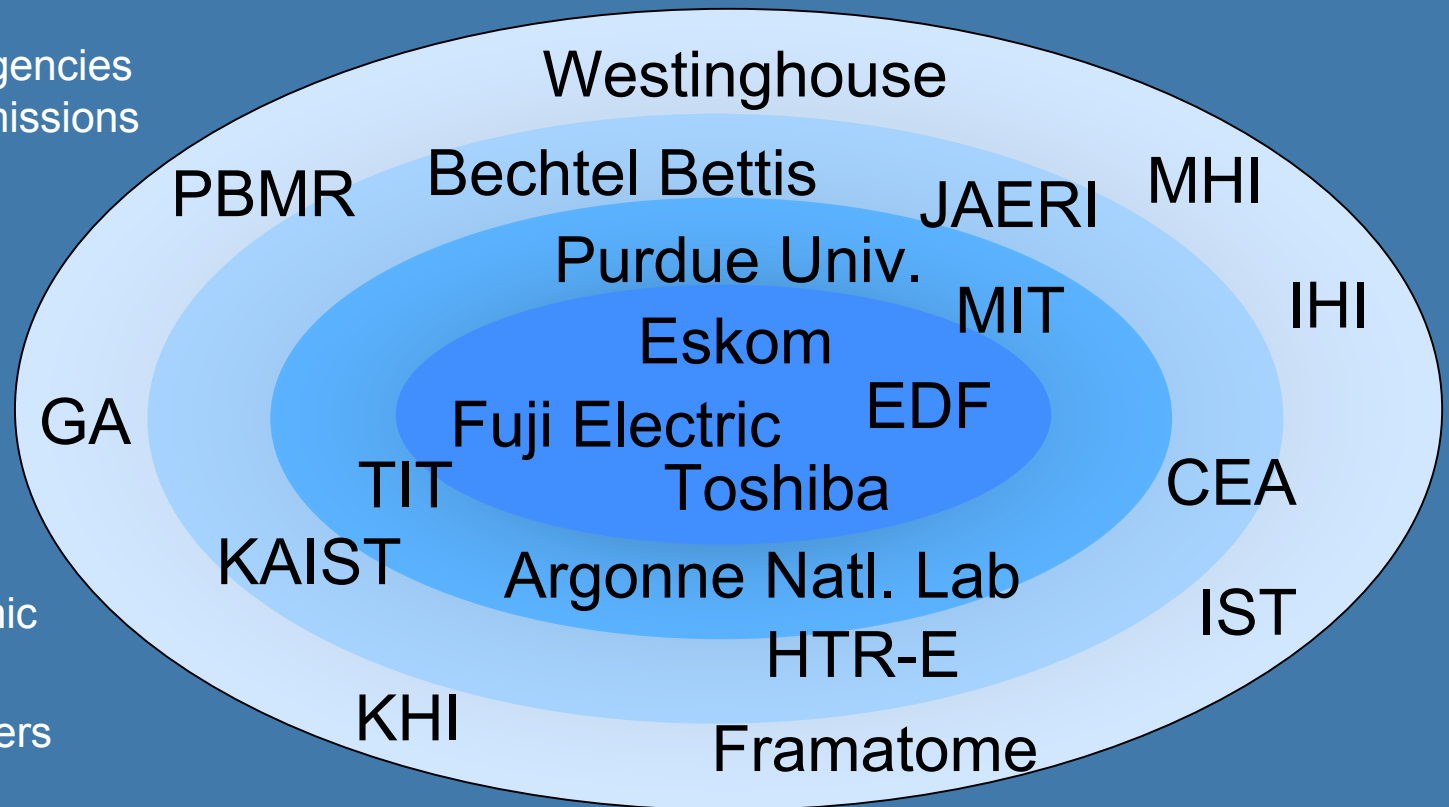 Westinghouse
PBMR
Bechtel Bettis
JAERI
MHI
Purdue Univ.
MIT
IHI
Eskom
GA
Fuji Electric
EDF
TIT
Toshiba
CEA
KAIST
Argonne Natl. Lab
IST
HTR-E
KHI
Framatome